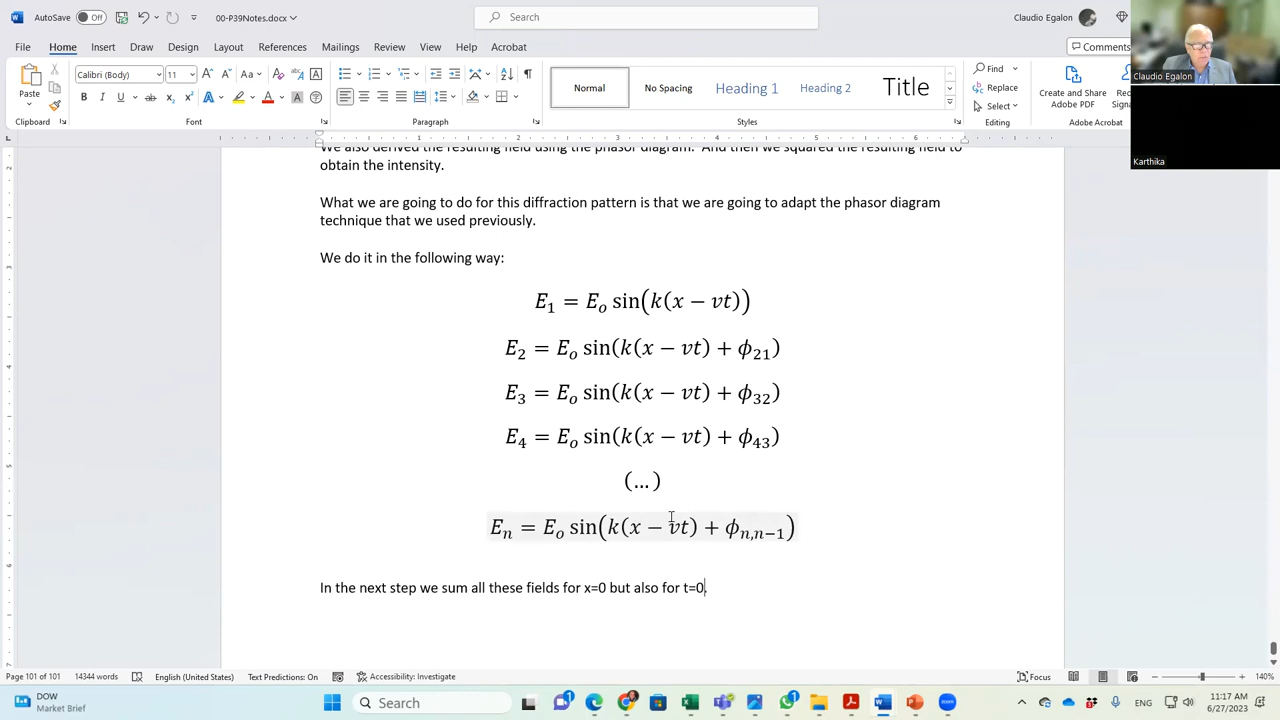 AutoSave Off 00-P39Notes.docx Search Claudio Egalon
File Home Insert Draw Design Layout References Mailings Review View Help Acrobat Comments
Claudio Egalon
Karthika
Paste Calibri (Body) 11 Aa Normal No Spacing Heading 1 Heading 2 Title Find Replace Select Create and Share Adobe PDF
Clipboard Font Paragraph Styles Editing Adobe Acrobat
We also derived the resulting field using the phasor diagram. And then we squared the resulting field to
obtain the intensity.
What we are going to do for this diffraction pattern is that we are going to adapt the phasor diagram
technique that we used previously.
We do it in the following way:
E₁ = Eₒ sin(k(x − vt))
E₂ = Eₒ sin(k(x − vt) + ϕ₂₁)
E₃ = Eₒ sin(k(x − vt) + ϕ₃₂)
E₄ = Eₒ sin(k(x − vt) + ϕ₄₃)
(...)
Eₙ = Eₒ sin(k(x − vt) + ϕₙ,ₙ₋₁)
In the next step we sum all these fields for x=0 but also for t=0.
Page 101 of 101 14344 words English (United States) Text Predictions: On Accessibility: Investigate Focus 140%
DOW
Market Brief
Search
11:17 AM
6/27/2023